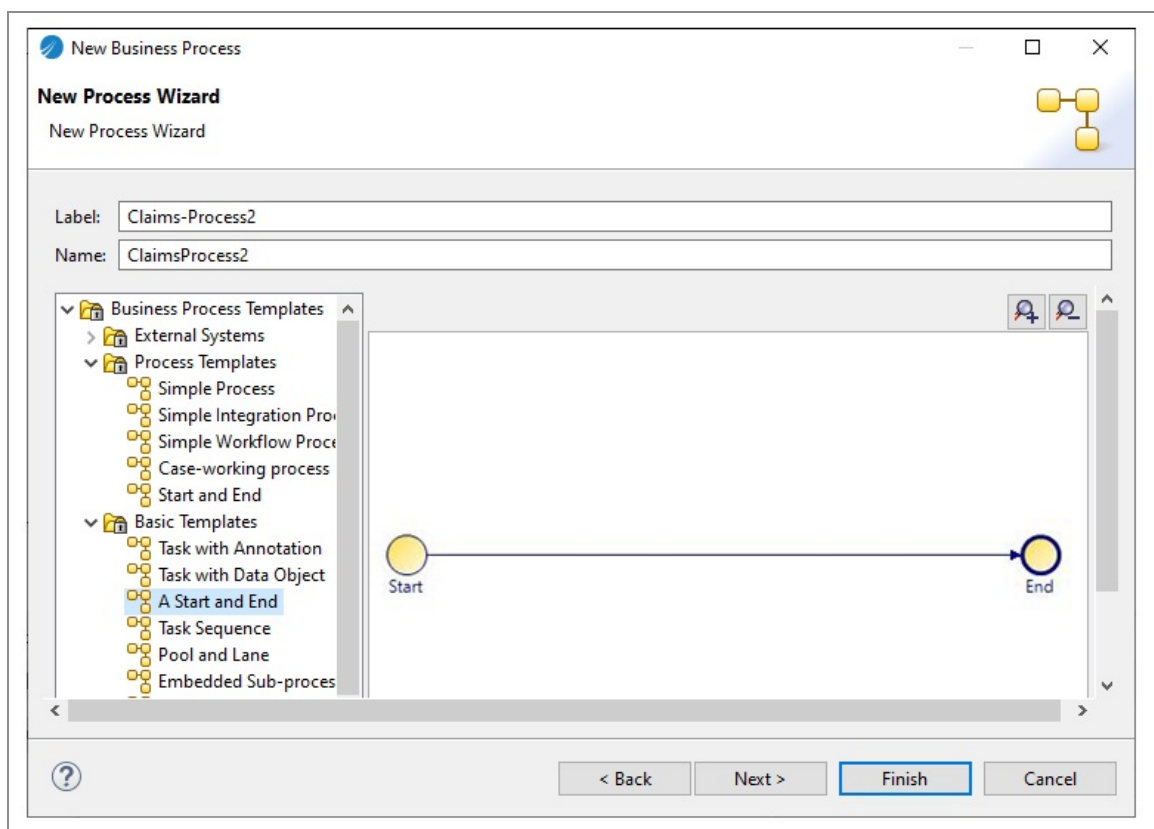 New Business Process
New Process Wizard
New Process Wizard
Label: Claims-Process2
Name: ClaimsProcess2
Business Process Templates
External Systems
Process Templates
Simple Process
Simple Integration Pro
Simple Workflow Proce
Case-working process
Start and End
Basic Templates
Task with Annotation
Task with Data Object
A Start and End
Task Sequence
Pool and Lane
Embedded Sub-proces
Start
End
< Back Next > Finish Cancel